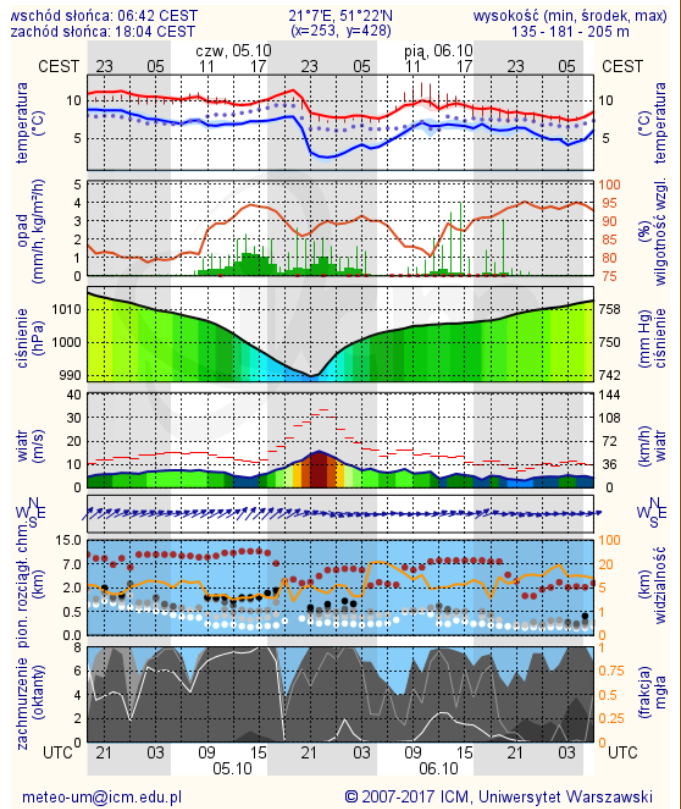 wschód słońca: 06:42 CEST 21°7'E, 51°22'N wysokość (min, środek, max)
zachód słońca: 18:04 CEST (x=253, y=428) 135 - 181 - 205 m
czw, 05.10 pią, 06.10
CEST 23 05 11 17 23 05 11 17 23 05 CEST
temperatura (°C)
10 5
10 5
temperatura (°C)
opad (mm/h, kg/m²/h)
5 4 3 2 1 0
100 95 90 85 80 75
wilgotność wzgl. (%)
ciśnienie (hPa)
1010 1000 990
758 750 742
(mm Hg) ciśnienie
wiatr (m/s)
40 30 20 10 0
144 108 72 36 0
(km/h) wiatr
N W E S
N W E S
pion. rozciągł. chm. (km)
15.0 7.0 2.0 0.5 0.0
100 20 5 1 0
(km) widzialność
zachmurzenie (oktanty)
8 6 4 2 0
1 0.75 0.5 0.25 0
(frakcja) mgła
UTC 21 03 09 15 21 03 09 15 21 03 UTC
05.10 06.10
meteo-um@icm.edu.pl © 2007-2017 ICM, Uniwersytet Warszawski